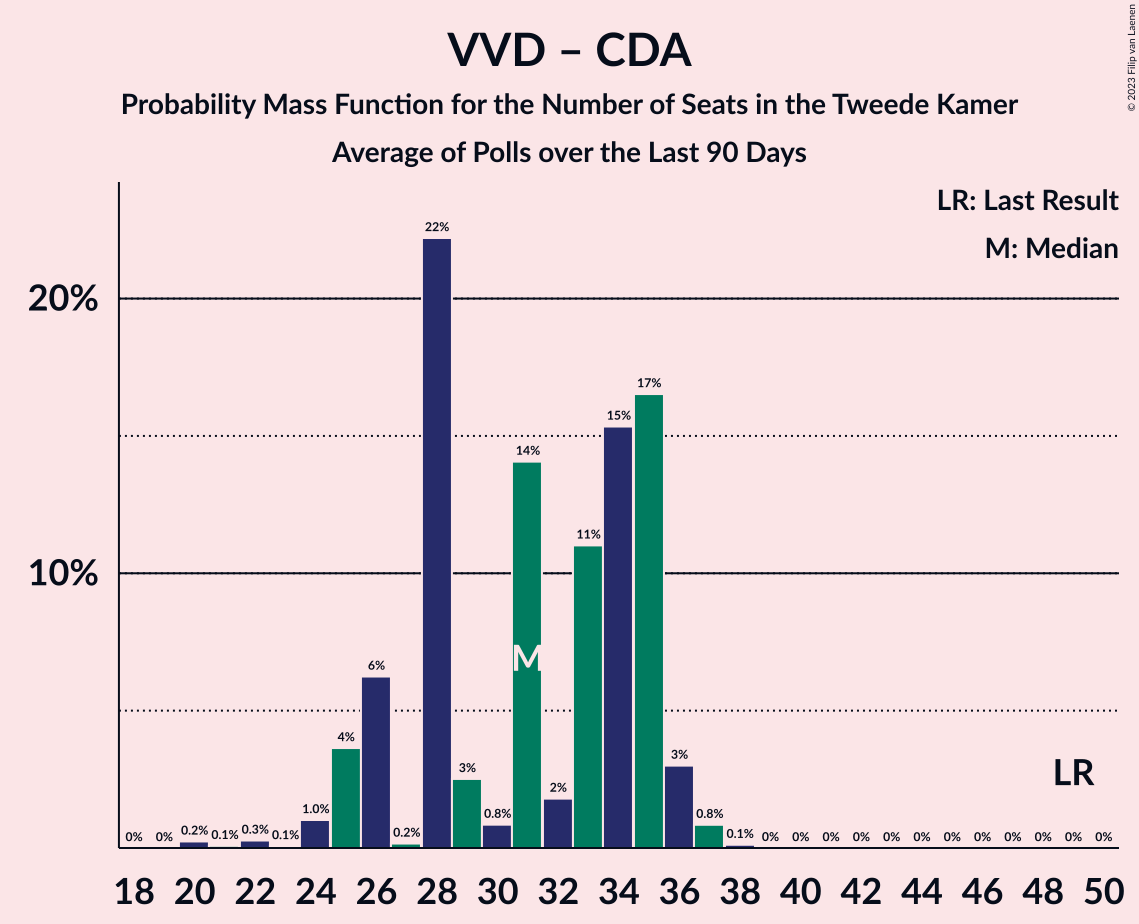 VVD – CDA
Probability Mass Function for the Number of Seats in the Tweede Kamer
Average of Polls over the Last 90 Days
© 2023 Filip van Laenen
LR: Last Result
M: Median
20%
10%
0% 0% 0.2% 0.1% 0.3% 0.1% 1.0% 4% 6% 0.2% 22% 3% 0.8% 14% 2% 11% 15% 17% 3% 0.8% 0.1% 0% 0% 0% 0% 0% 0% 0% 0% 0% 0% 0% 0%
M
LR
18 20 22 24 26 28 30 32 34 36 38 40 42 44 46 48 50